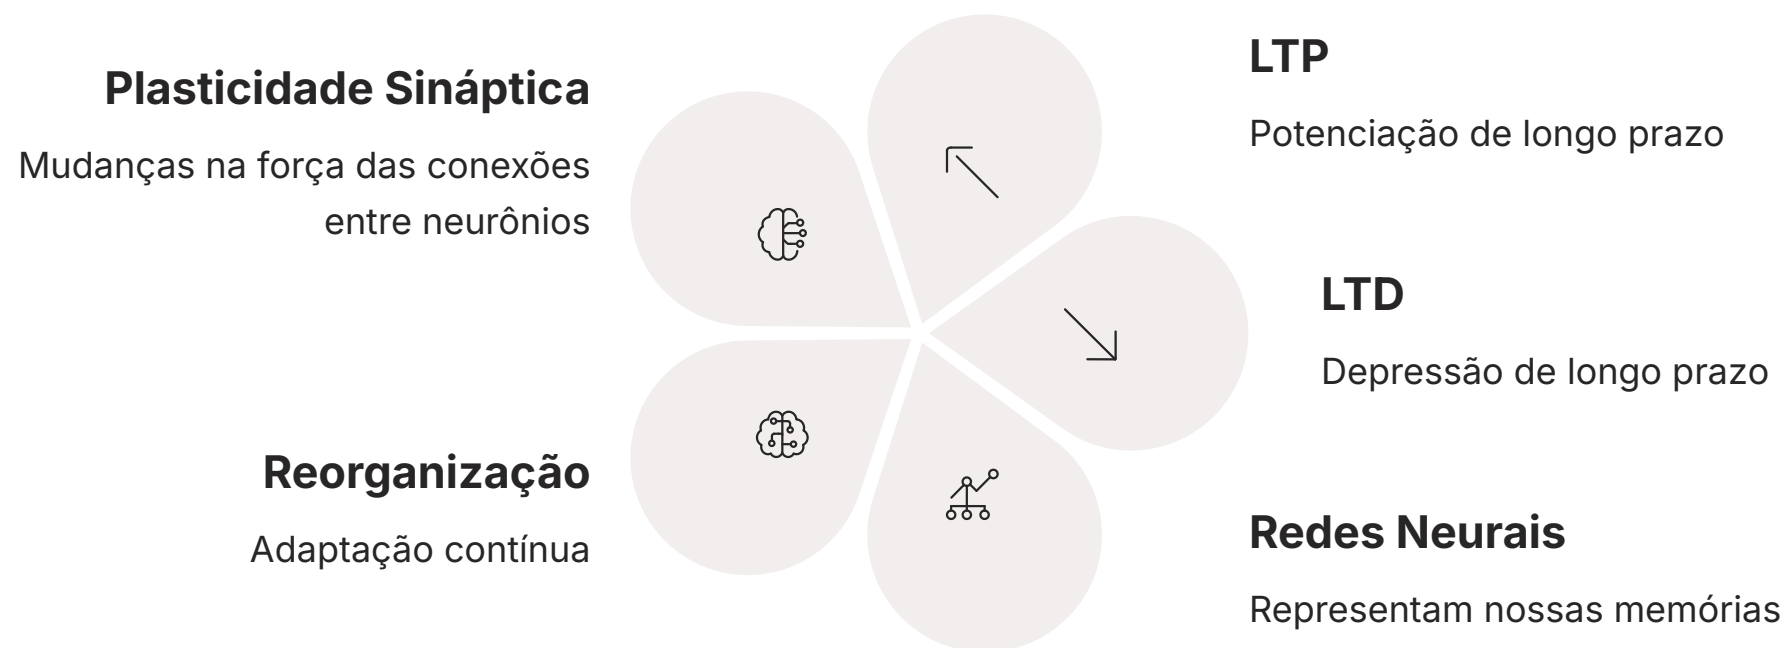 Plasticidade Sináptica
Mudanças na força das conexões
entre neurônios
LTP
Potenciação de longo prazo
LTD
Depressão de longo prazo
Redes Neurais
Representam nossas memórias
Reorganização
Adaptação contínua